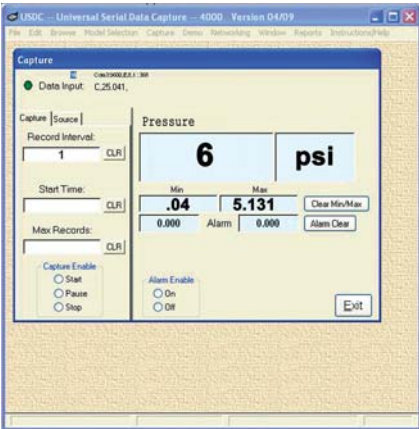 USDC -- Universal Serial Data Capture -- 4000 Version 04/09
File Edit Browse Model Selection Capture Demo Networking Window Reports Instructions/Help
Capture
Data Input: C,25.041,
Capture Source
Pressure
Record Interval:
1 CLR
6 psi
Start Time:
CLR
Min Max
.04 5.131 Clear Min/Max
0.000 Alarm 0.000 Alarm Clear
Max Records:
CLR
Capture Enable
Start
Pause
Stop
Alarm Enable
On
Off
Exit